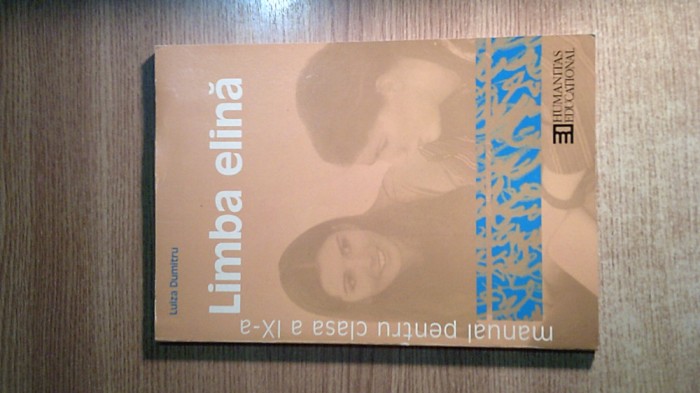 Luiza Dumitru
Limba elină
manual pentru clasa a IX-a
HUMANITAS
EDUCATIONAL